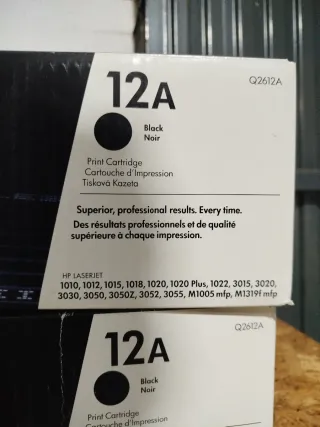 12A
Q2612A
Black
Noir
Print Cartridge
Cartouche d'Impression
Tisková Kazeta
Superior, professional results. Every time.
Des résultats professionnels et de qualité
supérieure à chaque impression.
HP LASERJET
1010, 1012, 1015, 1018, 1020, 1020 Plus, 1022, 3015, 3020,
3030, 3050, 3050Z, 3052, 3055, M1005 mfp, M1319f mfp
12A
Q2612A
Black
Noir
Print Cartridge
Cartouche d'Impression